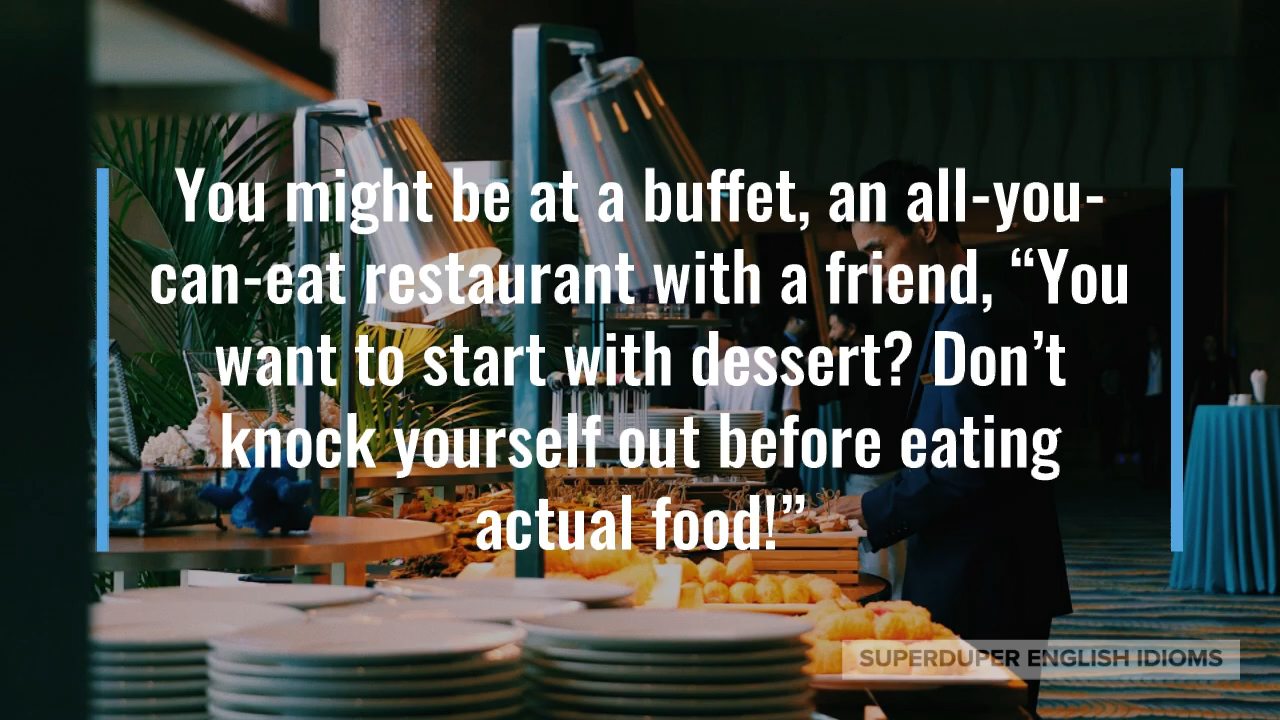 You might be at a buffet, an all-you-
can-eat restaurant with a friend, “You
want to start with dessert? Don’t
knock yourself out before eating
actual food!”
SUPERDUPER ENGLISH IDIOMS